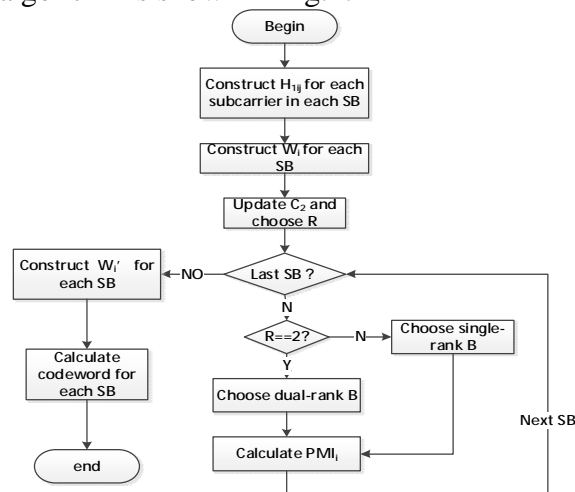 Begin
Construct H1ij for each
subcarrier in each SB
Construct Wi for each
SB
Update C2 and
choose R
Last SB ?
NO
Construct Wi’ for
each SB
N
R==2?
N
Choose single-
rank B
Calculate
codeword for
each SB
Y
Choose dual-rank B
Next SB
Calculate PMIi
end